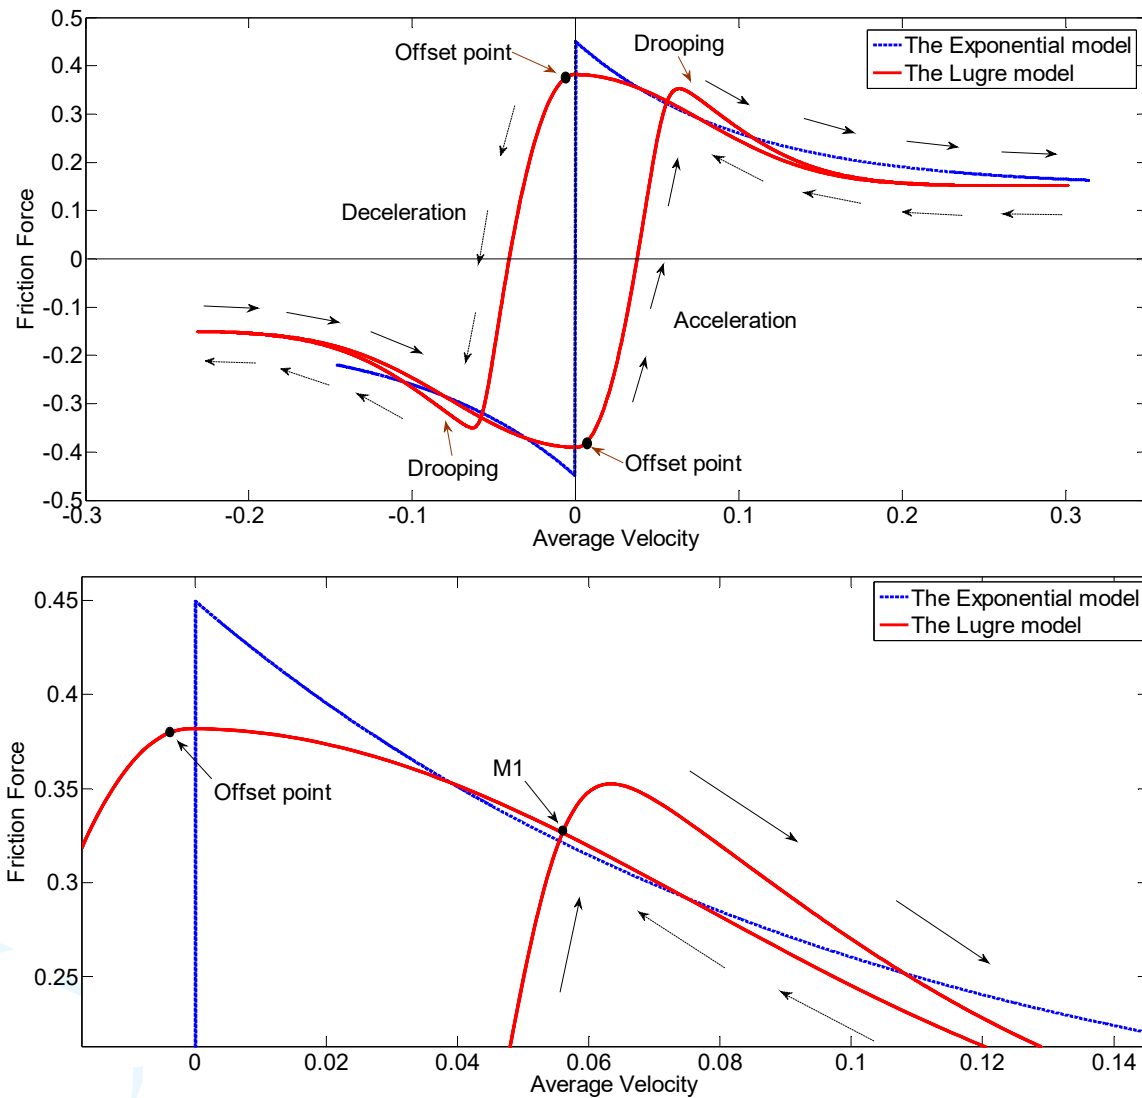 0.5
The Exponential model
The Lugre model
Drooping
Offset point
0.4
0.3
0.2
0.1
Deceleration
0
Acceleration
-0.1
-0.2
-0.3
-0.4
Drooping
Offset point
-0.5
Friction Force
-0.3
-0.2
-0.1
0
0.1
0.2
0.3
Average Velocity
The Exponential model
The Lugre model
0.45
0.4
M1
Offset point
0.35
0.3
0.25
Friction Force
0
0.02
0.04
0.06
0.08
0.1
0.12
0.14
Average Velocity